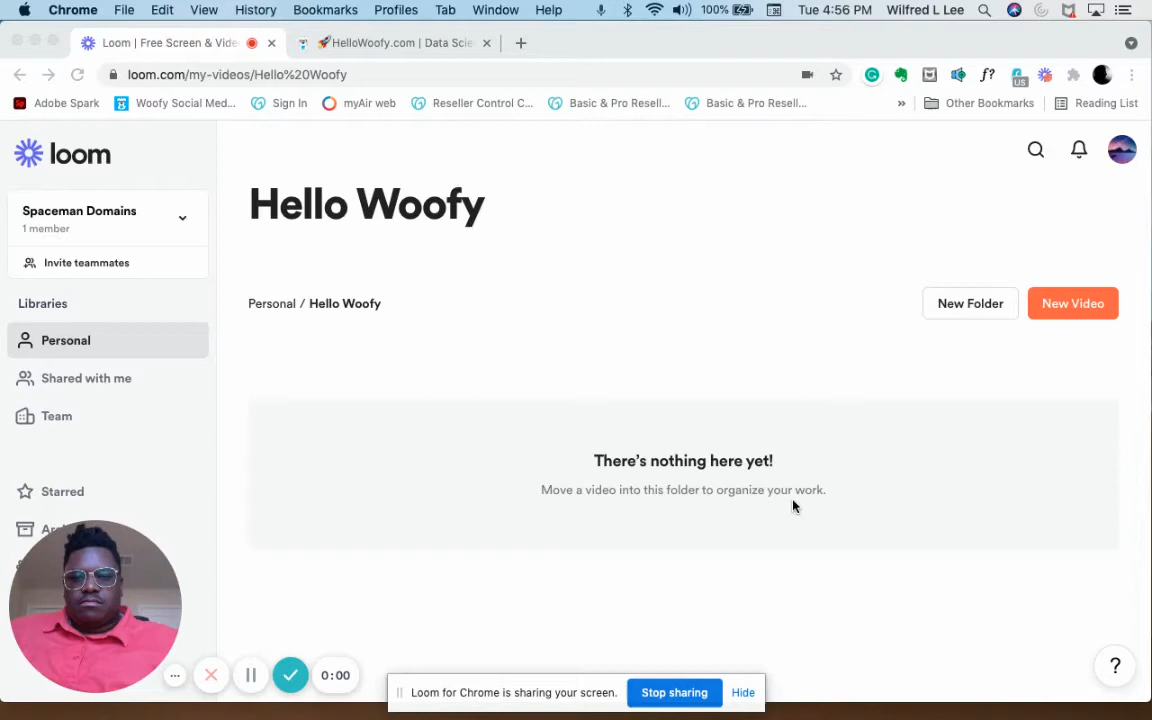 Chrome File Edit View History Bookmarks Profiles Tab Window Help 100% Tue 4:56 PM Wilfred L Lee
Loom | Free Screen & Vide
🚀HelloWoofy.com | Data Scie
loom.com/my-videos/Hello%20Woofy
US
f?
Adobe Spark Woofy Social Med... Sign In myAir web Reseller Control C... Basic & Pro Resell... Basic & Pro Resell... » Other Bookmarks Reading List
loom
Hello Woofy
Spaceman Domains
1 member
Invite teammates
Libraries
Personal / Hello Woofy
New Folder
New Video
Personal
Shared with me
Team
There's nothing here yet!
Move a video into this folder to organize your work.
Starred
0:00
Loom for Chrome is sharing your screen.
Stop sharing
Hide
?